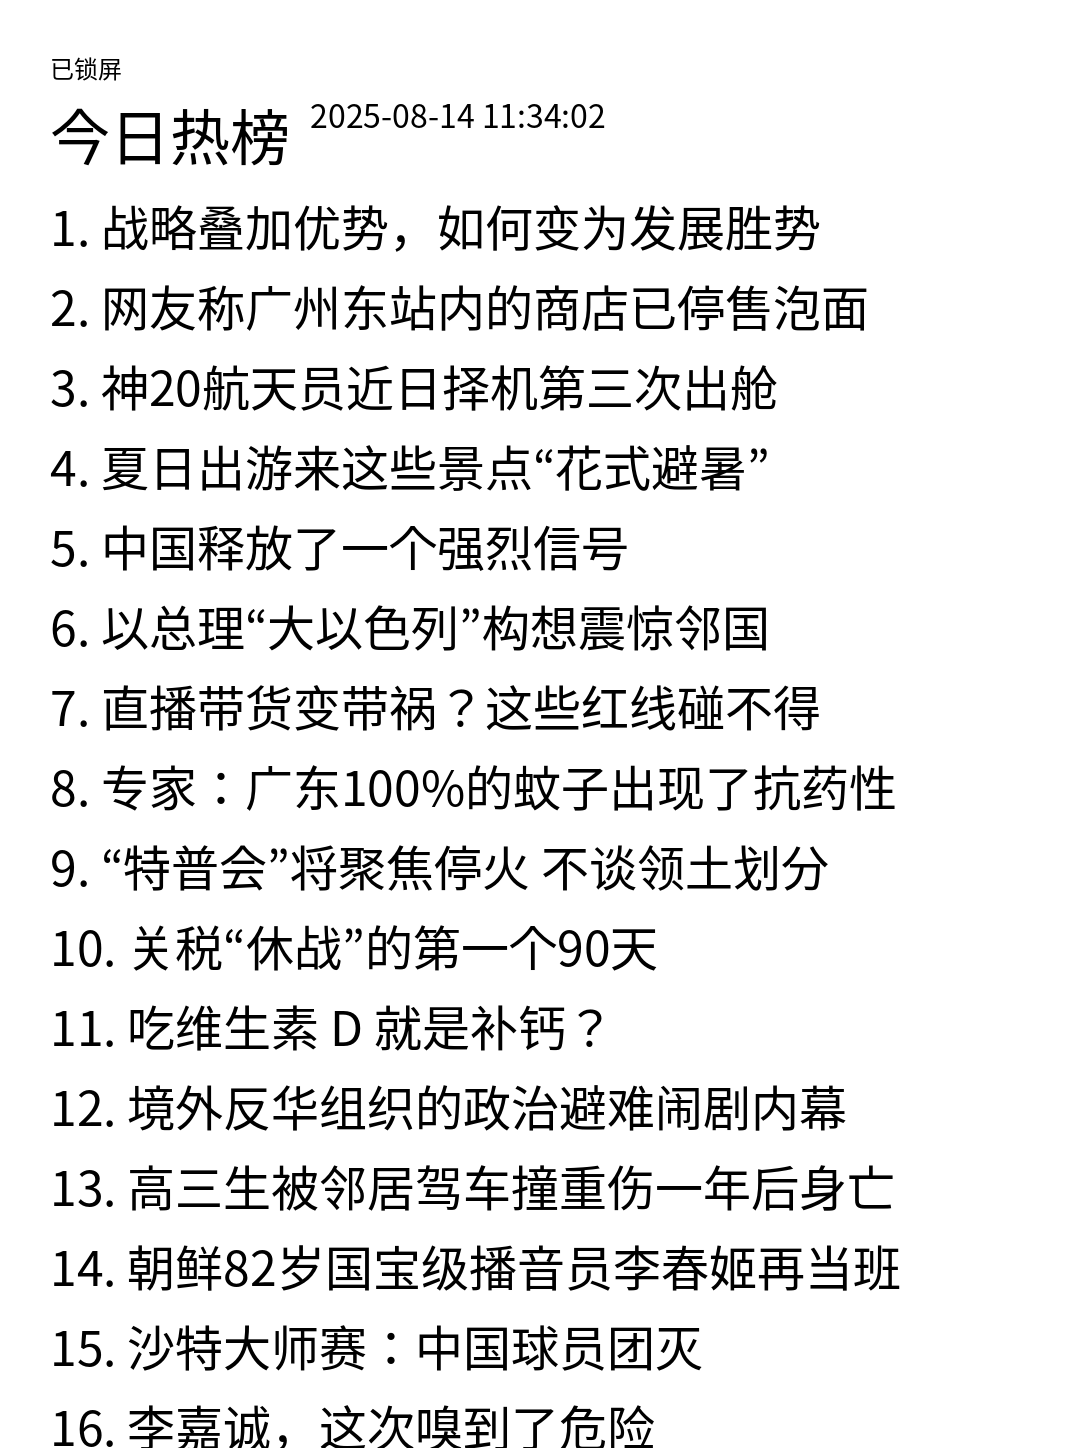 已锁屏
今日热榜 2025-08-14 11:34:02
1. 战略叠加优势，如何变为发展胜势
2. 网友称广州东站内的商店已停售泡面
3. 神20航天员近日择机第三次出舱
4. 夏日出游来这些景点“花式避暑”
5. 中国释放了一个强烈信号
6. 以总理“大以色列”构想震惊邻国
7. 直播带货变带祸？这些红线碰不得
8. 专家：广东100%的蚊子出现了抗药性
9. “特普会”将聚焦停火 不谈领土划分
10. 关税“休战”的第一个90天
11. 吃维生素 D 就是补钙？
12. 境外反华组织的政治避难闹剧内幕
13. 高三生被邻居驾车撞重伤一年后身亡
14. 朝鲜82岁国宝级播音员李春姬再当班
15. 沙特大师赛：中国球员团灭
16. 李嘉诚，这次嗅到了危险